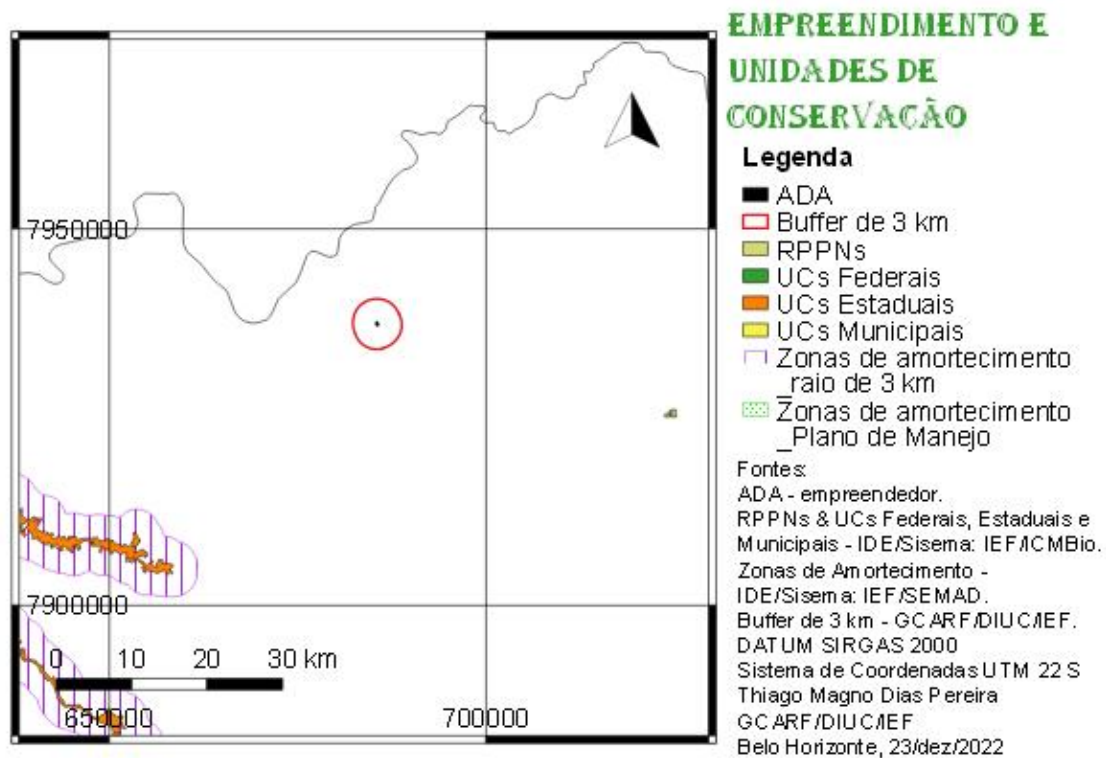 EMPREENDIMENTO E
UNIDADES DE
CONSERVAÇÃO
Legenda
ADA
Buffer de 3 km
RPPNs
UCs Federais
UCs Estaduais
UCs Municipais
Zonas de amortecimento
_raio de 3 km
Zonas de amortecimento
_Plano de Manejo
Fontes:
ADA - empreendedor.
RPPNs & UCs Federais, Estaduais e
Municipais - IDE/Sisema: IEF/ICMBio.
Zonas de Amortecimento -
IDE/Sisema: IEF/SEMAD.
Buffer de 3 km - GCARF/DIUC/IEF.
DATUM SIRGAS 2000
Sistema de Coordenadas UTM 22 S
Thiago Magno Dias Pereira
GCARF/DIUC/IEF
Belo Horizonte, 23/dez/2022
7950000
7900000
0 10 20 30 km
650000 700000